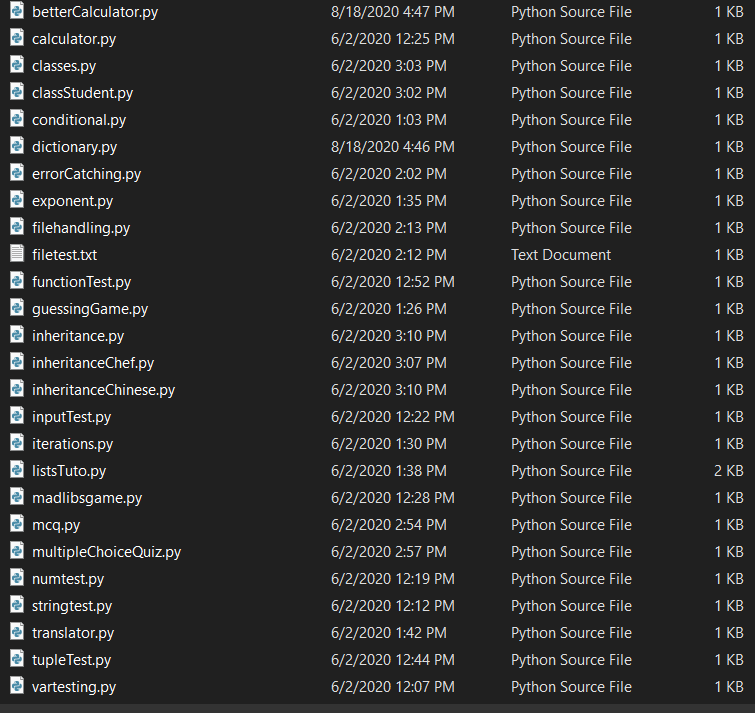 betterCalculator.py 8/18/2020 4:47 PM Python Source File 1 KB
calculator.py 6/2/2020 12:25 PM Python Source File 1 KB
classes.py 6/2/2020 3:03 PM Python Source File 1 KB
classStudent.py 6/2/2020 3:02 PM Python Source File 1 KB
conditional.py 6/2/2020 1:03 PM Python Source File 1 KB
dictionary.py 8/18/2020 4:46 PM Python Source File 1 KB
errorCatching.py 6/2/2020 2:02 PM Python Source File 1 KB
exponent.py 6/2/2020 1:35 PM Python Source File 1 KB
filehandling.py 6/2/2020 2:13 PM Python Source File 1 KB
filetest.txt 6/2/2020 2:12 PM Text Document 1 KB
functionTest.py 6/2/2020 12:52 PM Python Source File 1 KB
guessingGame.py 6/2/2020 1:26 PM Python Source File 1 KB
inheritance.py 6/2/2020 3:10 PM Python Source File 1 KB
inheritanceChef.py 6/2/2020 3:07 PM Python Source File 1 KB
inheritanceChinese.py 6/2/2020 3:10 PM Python Source File 1 KB
inputTest.py 6/2/2020 12:22 PM Python Source File 1 KB
iterations.py 6/2/2020 1:30 PM Python Source File 1 KB
listsTuto.py 6/2/2020 1:38 PM Python Source File 2 KB
madlibsgame.py 6/2/2020 12:28 PM Python Source File 1 KB
mcq.py 6/2/2020 2:54 PM Python Source File 1 KB
multipleChoiceQuiz.py 6/2/2020 2:57 PM Python Source File 1 KB
numtest.py 6/2/2020 12:19 PM Python Source File 1 KB
stringtest.py 6/2/2020 12:12 PM Python Source File 1 KB
translator.py 6/2/2020 1:42 PM Python Source File 1 KB
tupleTest.py 6/2/2020 12:44 PM Python Source File 1 KB
vartesting.py 6/2/2020 12:07 PM Python Source File 1 KB